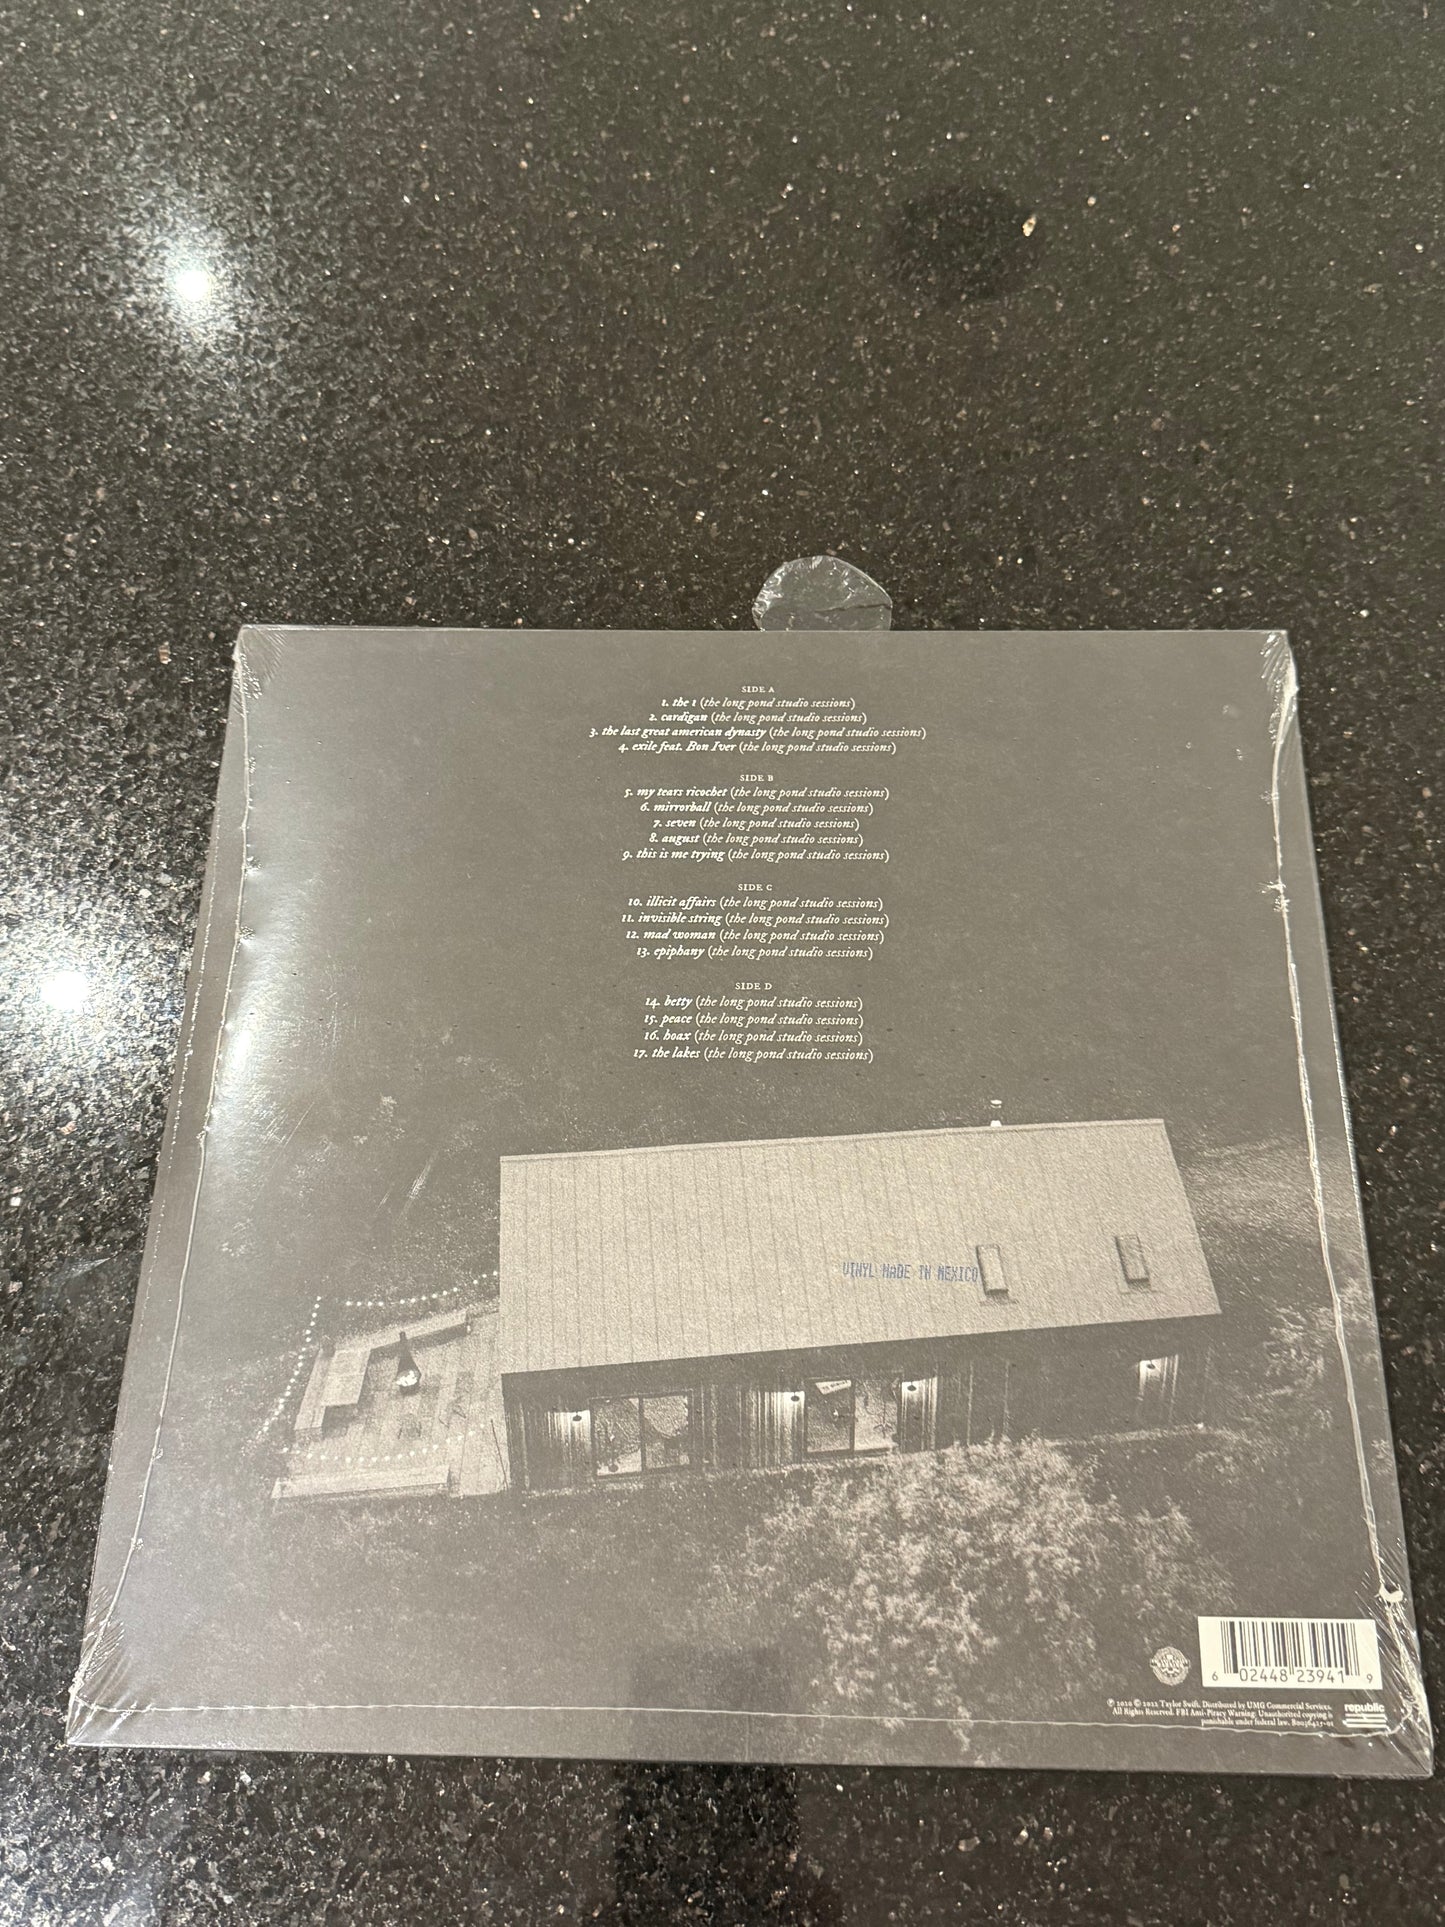 SIDE A
1. the 1 (the long pond studio sessions)
2. cardigan (the long pond studio sessions)
3. the last great american dynasty (the long pond studio sessions)
4. exile feat. Bon Iver (the long pond studio sessions)
SIDE B
5. my tears ricochet (the long pond studio sessions)
6. mirrorball (the long pond studio sessions)
7. seven (the long pond studio sessions)
8. august (the long pond studio sessions)
9. this is me trying (the long pond studio sessions)
SIDE C
10. illicit affairs (the long pond studio sessions)
11. invisible string (the long pond studio sessions)
12. mad woman (the long pond studio sessions)
13. epiphany (the long pond studio sessions)
SIDE D
14. betty (the long pond studio sessions)
15. peace (the long pond studio sessions)
16. hoax (the long pond studio sessions)
17. the lakes (the long pond studio sessions)
VINYL MADE IN MEXICO
6 02448 23941 9
℗ 2020 © 2022 Taylor Swift. Distributed by UMG Commercial Services.
All Rights Reserved. FBI Anti-Piracy Warning: Unauthorized copying is
punishable under federal law. B0036425-01
republic